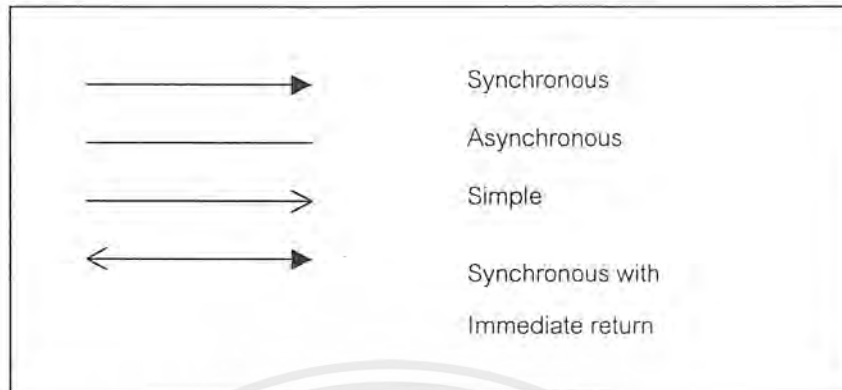 Synchronous
Asynchronous
Simple
Synchronous with
Immediate return